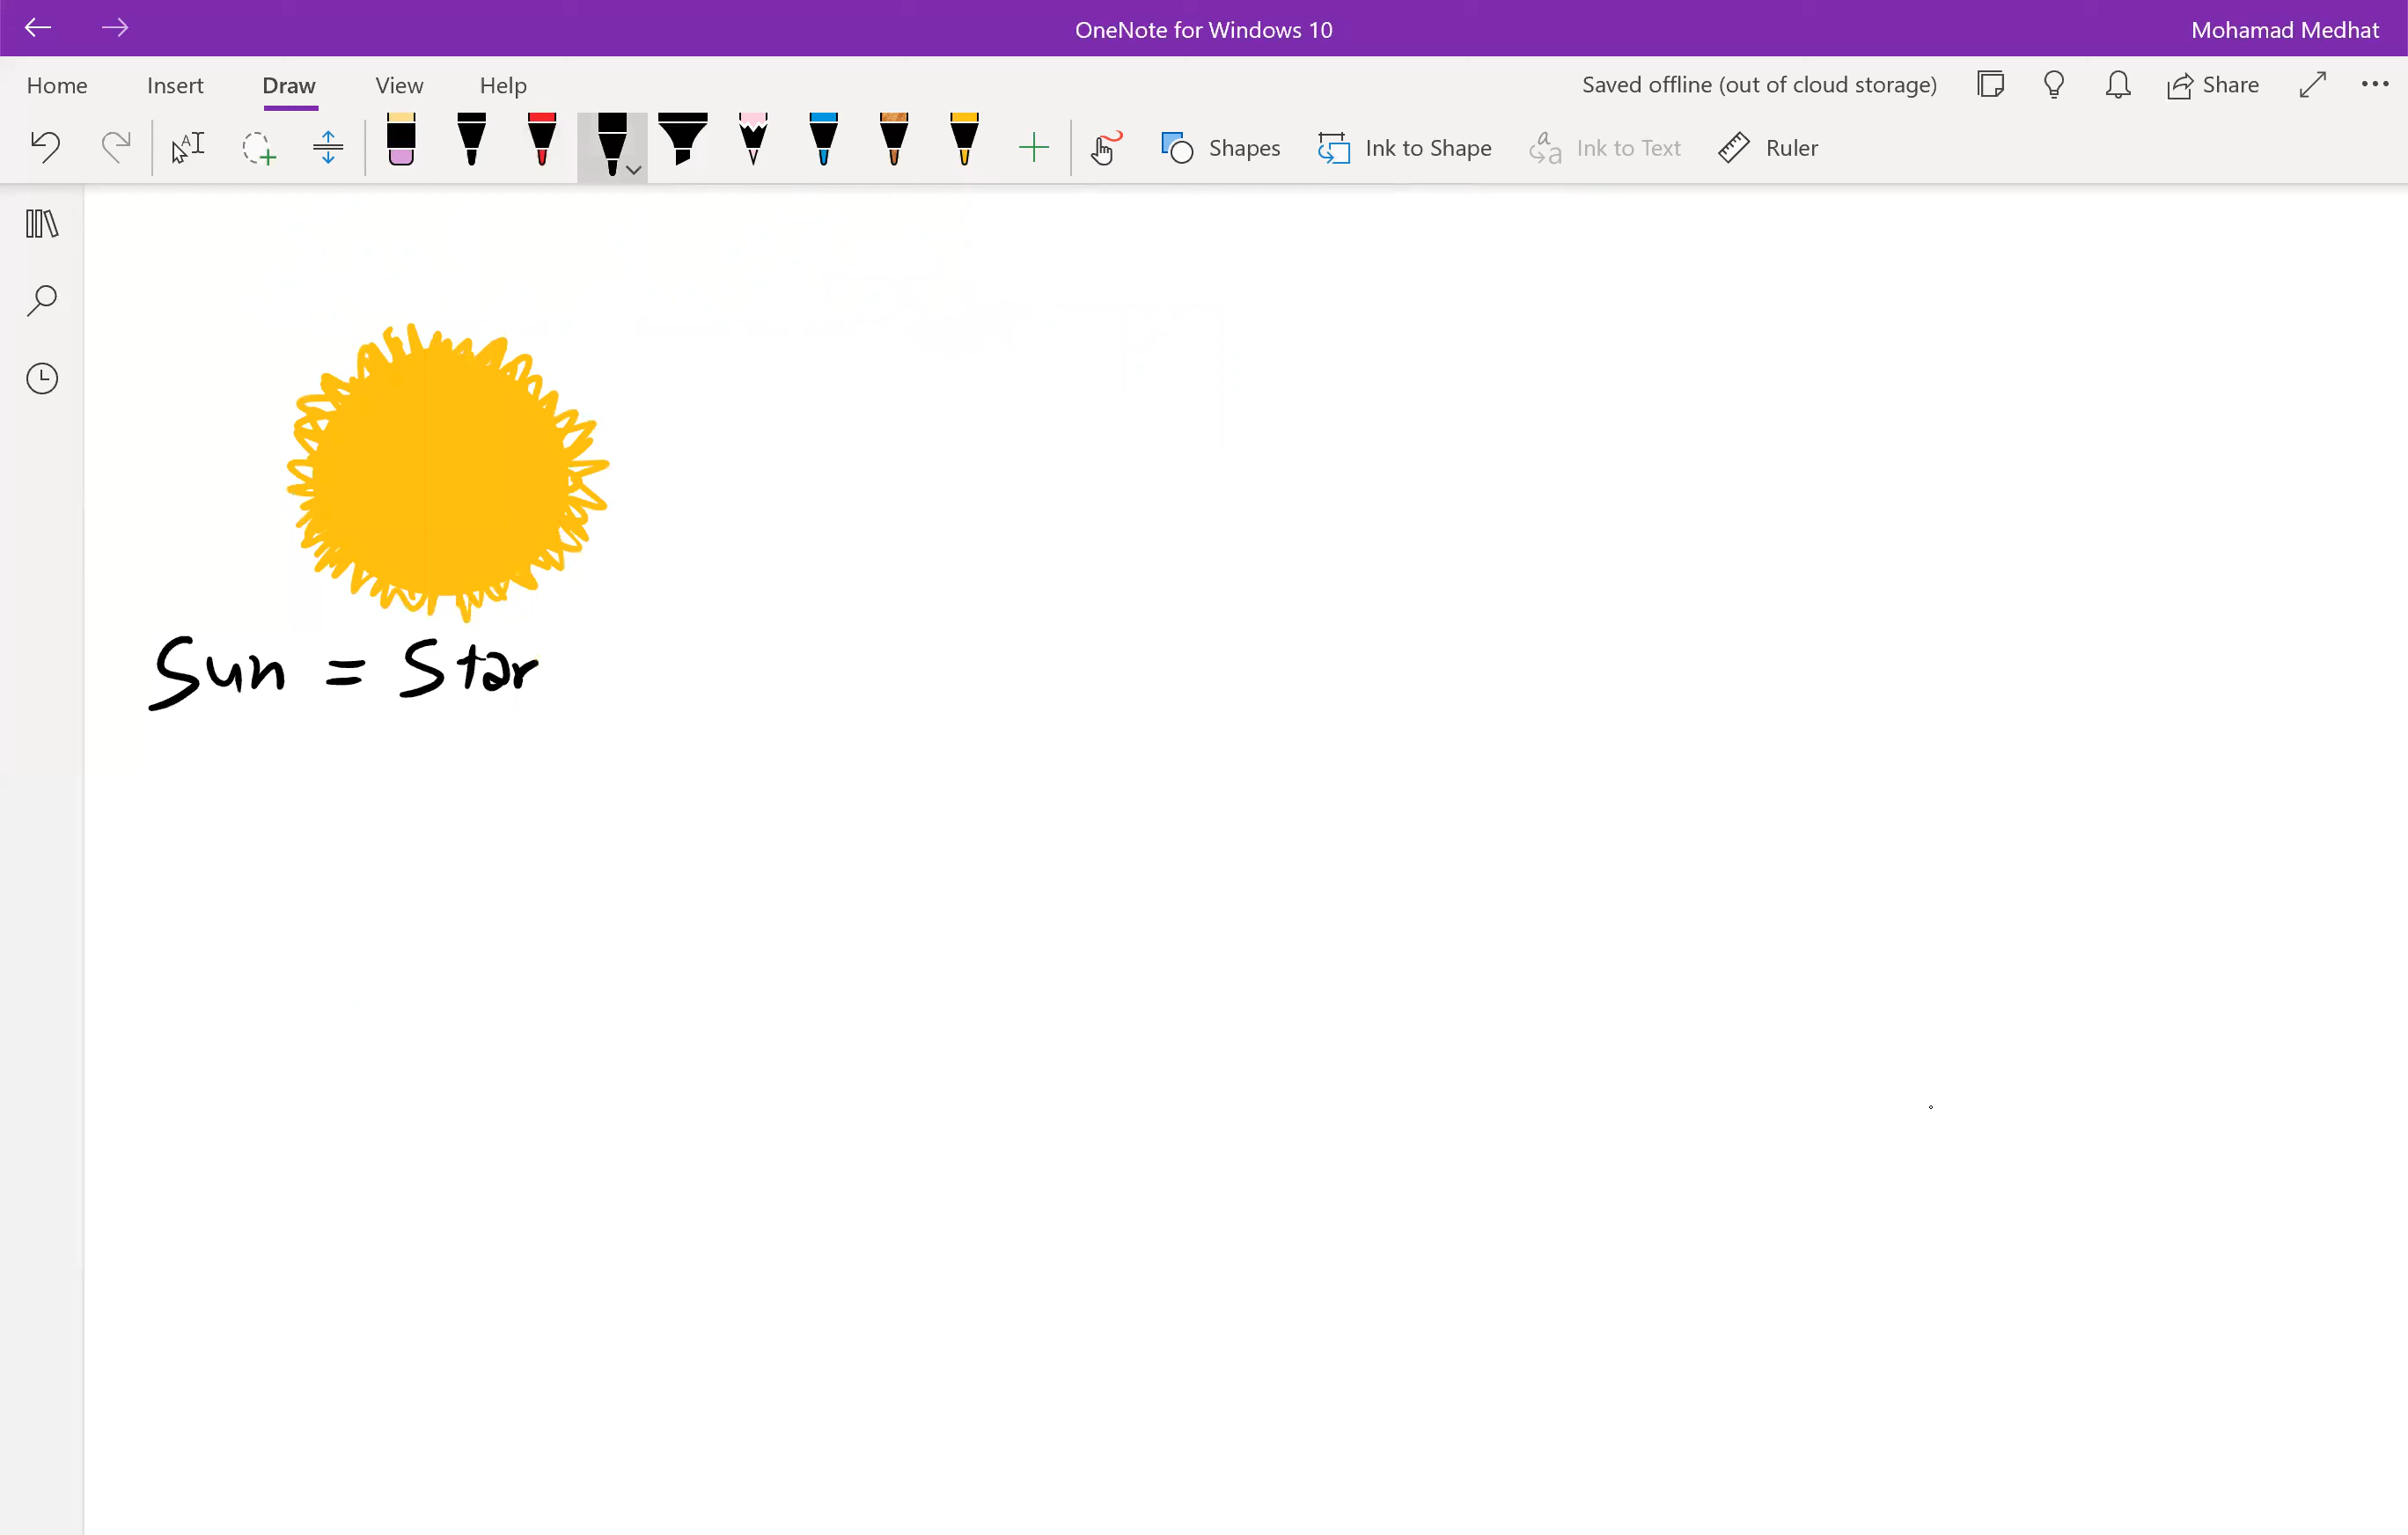 OneNote for Windows 10
Mohamad Medhat
Home Insert Draw View Help
Saved offline (out of cloud storage) Share
Shapes Ink to Shape Ink to Text Ruler
Sun = Star